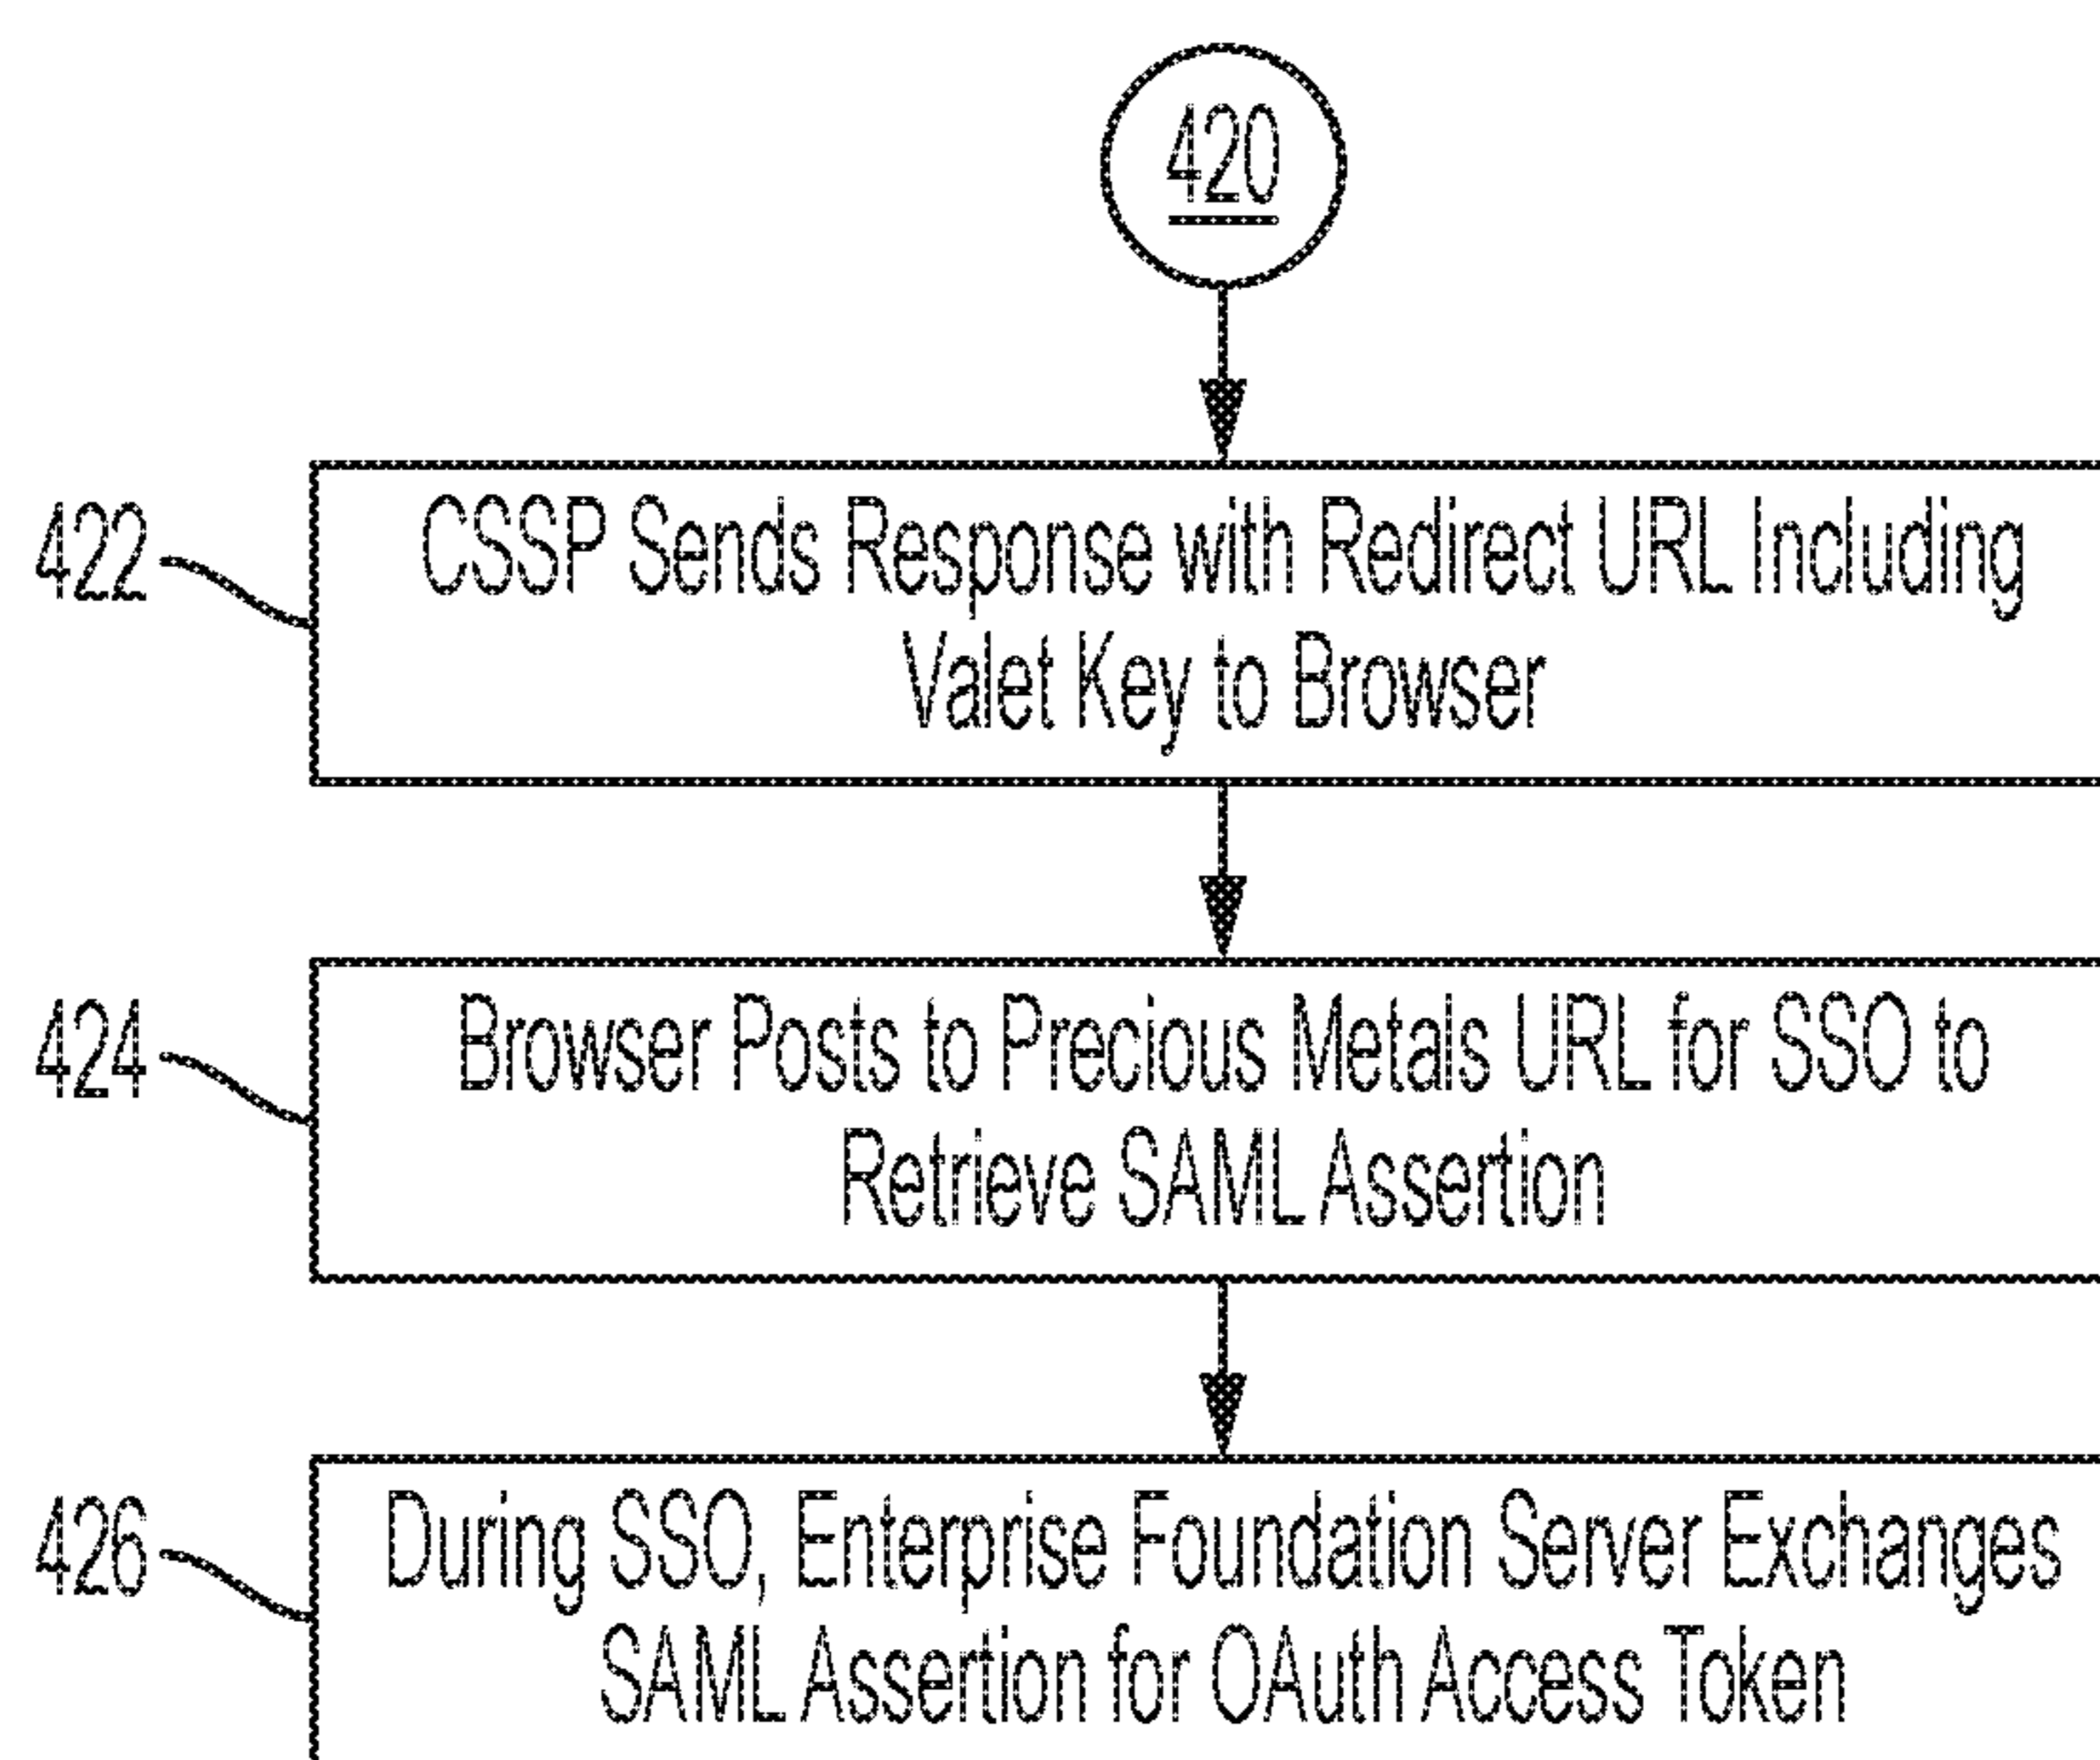 420
422
CSSP Sends Response with Redirect URL Including
Valet Key to Browser
424
Browser Posts to Precious Metals URL for SSO to
Retrieve SAML Assertion
426
During SSO, Enterprise Foundation Server Exchanges
SAML Assertion for OAuth Access Token